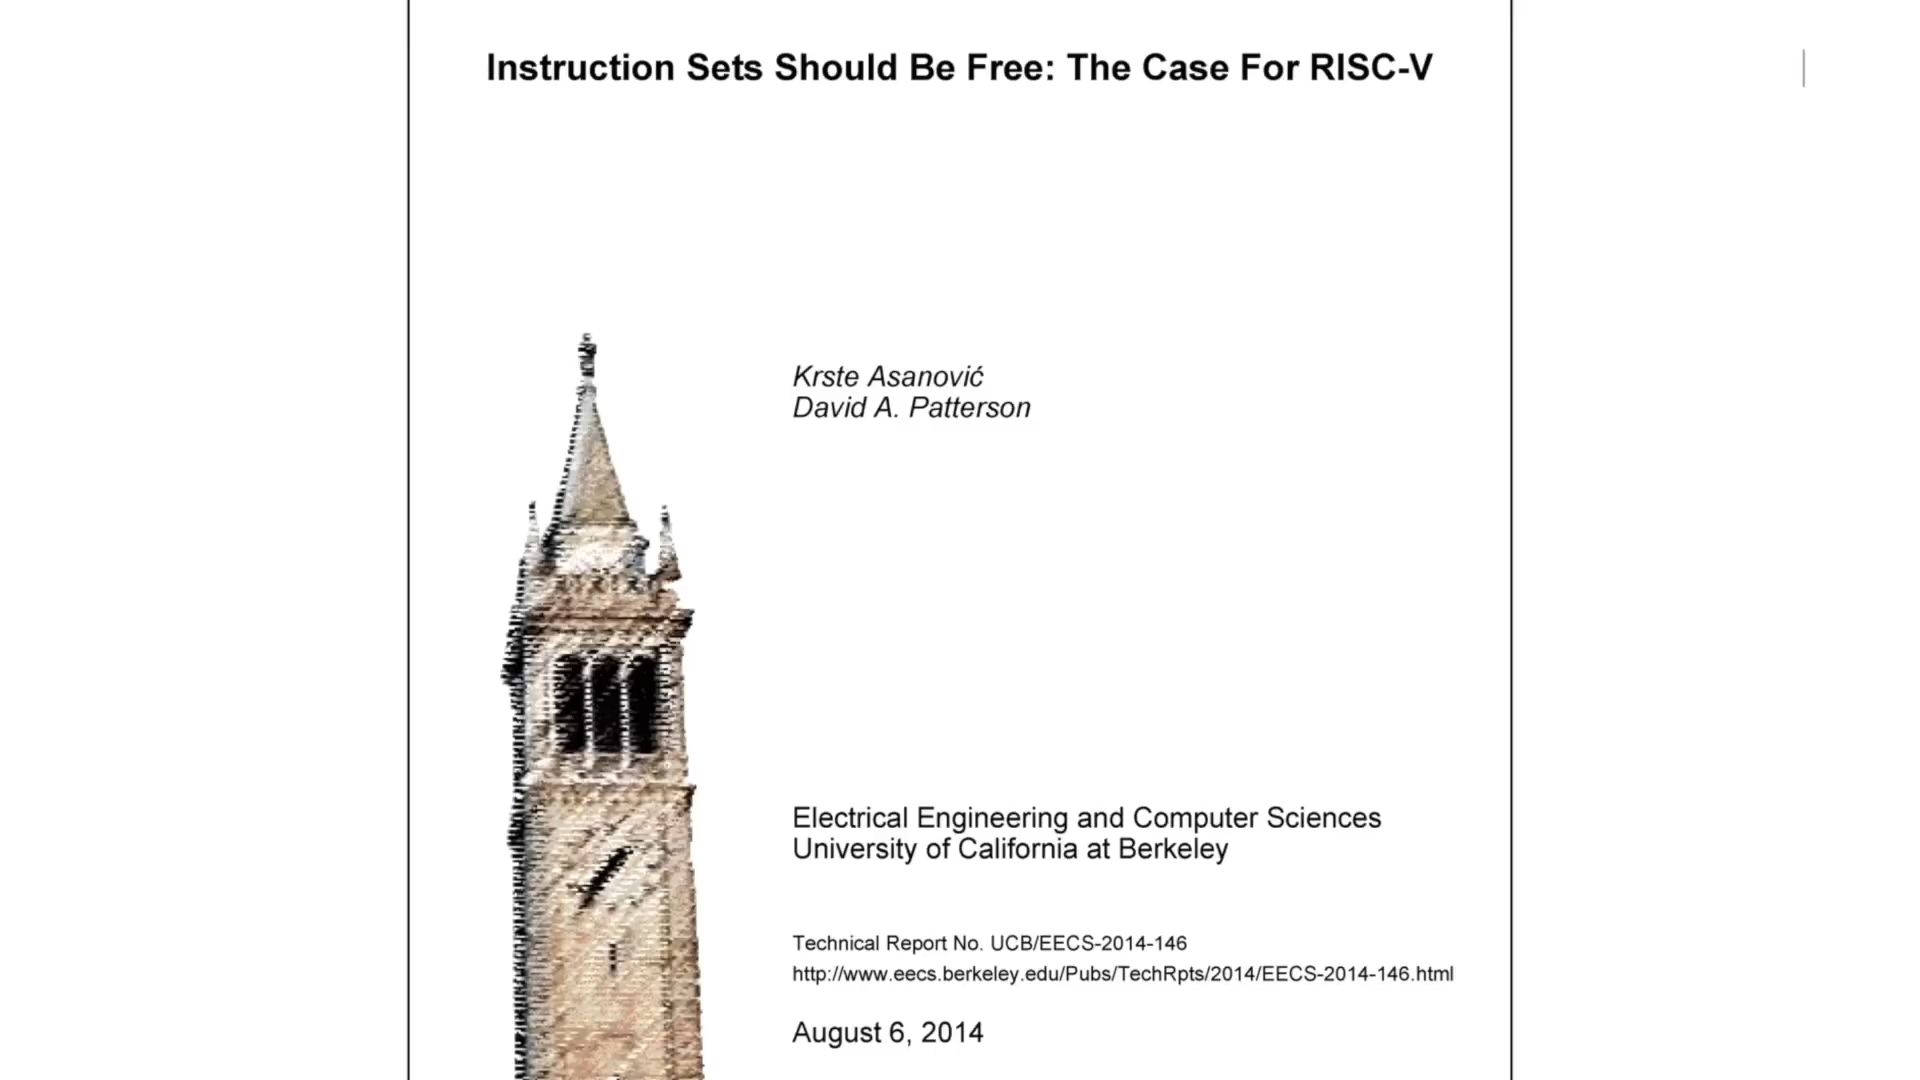 Instruction Sets Should Be Free: The Case For RISC-V
Krste Asanović
David A. Patterson
Electrical Engineering and Computer Sciences
University of California at Berkeley
Technical Report No. UCB/EECS-2014-146
http://www.eecs.berkeley.edu/Pubs/TechRpts/2014/EECS-2014-146.html
August 6, 2014